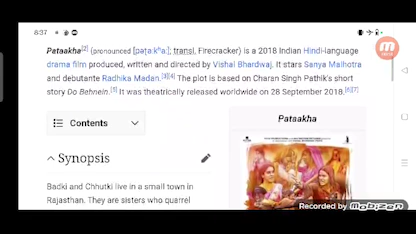 8:37
Pataakha[2] (pronounced [pəʈaːkʰaː]; transl. Firecracker) is a 2018 Indian Hindi-language
drama film produced, written and directed by Vishal Bhardwaj. It stars Sanya Malhotra
and debutante Radhika Madan.[3][4] The plot is based on Charan Singh Pathik's short
story Do Behnein.[5] It was theatrically released worldwide on 28 September 2018.[6][7]
Contents
Pataakha
Synopsis
Badki and Chhutki live in a small town in
Rajasthan. They are sisters who quarrel
Recorded by mobizen